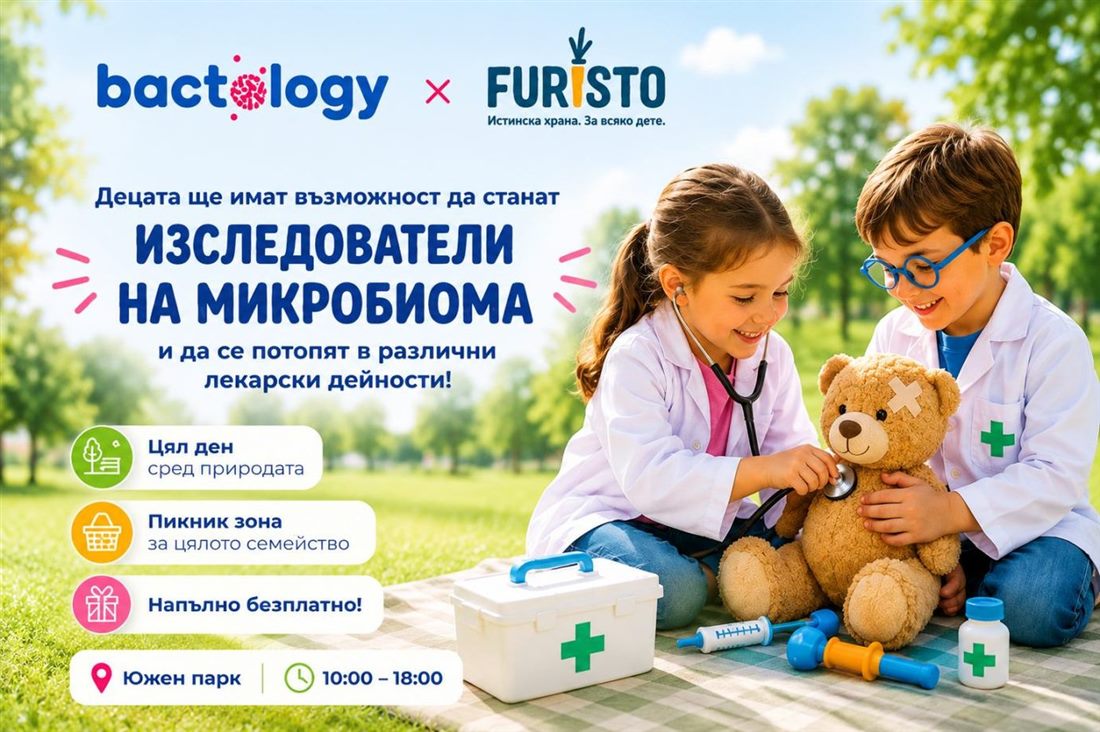 bactology × FURISTO
Истинска храна. За всяко дете.
Децата ще имат възможност да станат
ИЗСЛЕДОВАТЕЛИ
НА МИКРОБИОМА
и да се потопят в различни
лекарски дейности!
Цял ден
сред природата
Пикник зона
за цялото семейство
Напълно безплатно!
Южен парк | 10:00 – 18:00